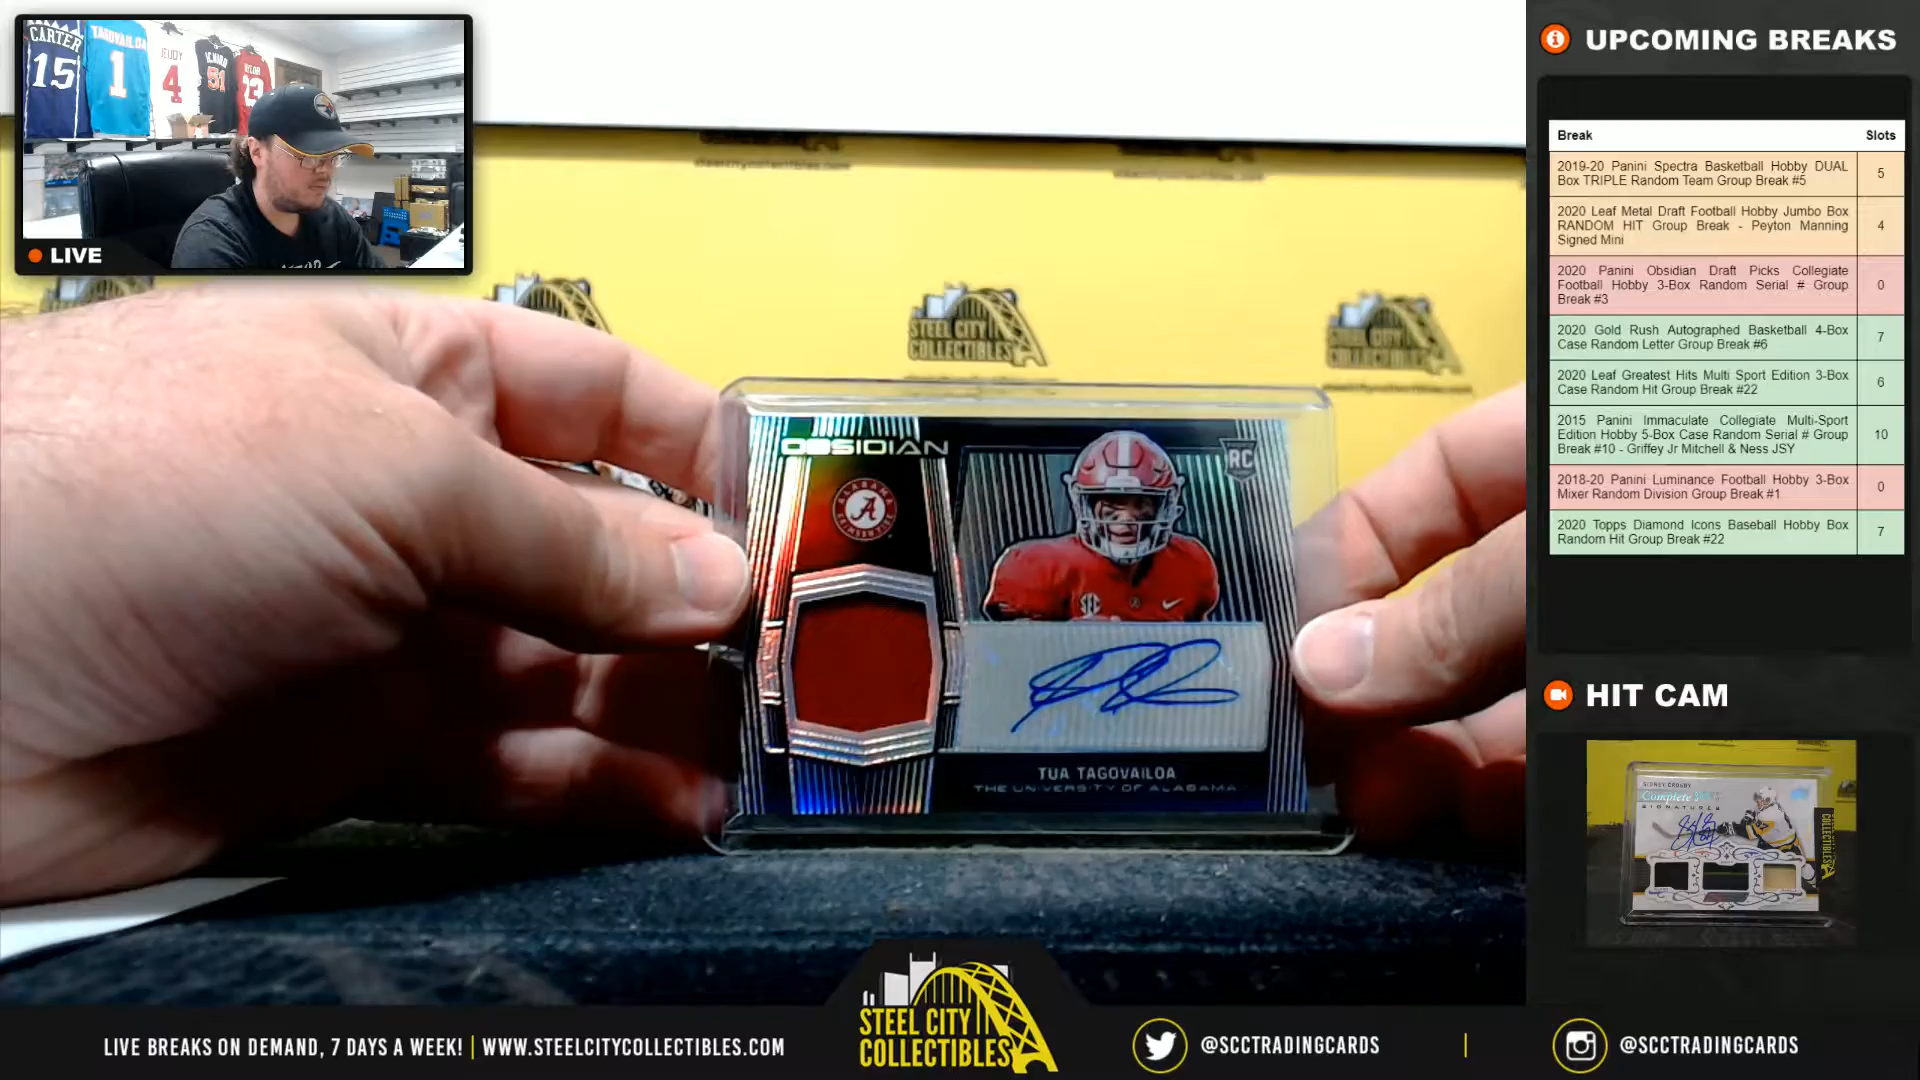 CARTER
15
TAGOVAILOA
1
JEUDY
4
23
LIVE
STEEL CITY
COLLECTIBLES
OBSIDIAN
ALABAMA
A
RC
SEC
TUA TAGOVAILOA
THE UNIVERSITY OF ALABAMA
UPCOMING BREAKS
Break Slots
2019-20 Panini Spectra Basketball Hobby DUAL
Box TRIPLE Random Team Group Break #5
5
2020 Leaf Metal Draft Football Hobby Jumbo Box
RANDOM HIT Group Break - Peyton Manning
Signed Mini
4
2020 Panini Obsidian Draft Picks Collegiate
Football Hobby 3-Box Random Serial # Group
Break #3
0
2020 Gold Rush Autographed Basketball 4-Box
Case Random Letter Group Break #6
7
2020 Leaf Greatest Hits Multi Sport Edition 3-Box
Case Random Hit Group Break #22
6
2015 Panini Immaculate Collegiate Multi-Sport
Edition Hobby 5-Box Case Random Serial # Group
Break #10 - Griffey Jr Mitchell & Ness JSY
10
2018-20 Panini Luminance Football Hobby 3-Box
Mixer Random Division Group Break #1
0
2020 Topps Diamond Icons Baseball Hobby Box
Random Hit Group Break #22
7
HIT CAM
SIDNEY CROSBY
Complete
SIGNATURES
COLLECTIBLES
LIVE BREAKS ON DEMAND, 7 DAYS A WEEK! | WWW.STEELCITYCOLLECTIBLES.COM
STEEL CITY
COLLECTIBLES
@SCCTRADINGCARDS
@SCCTRADINGCARDS